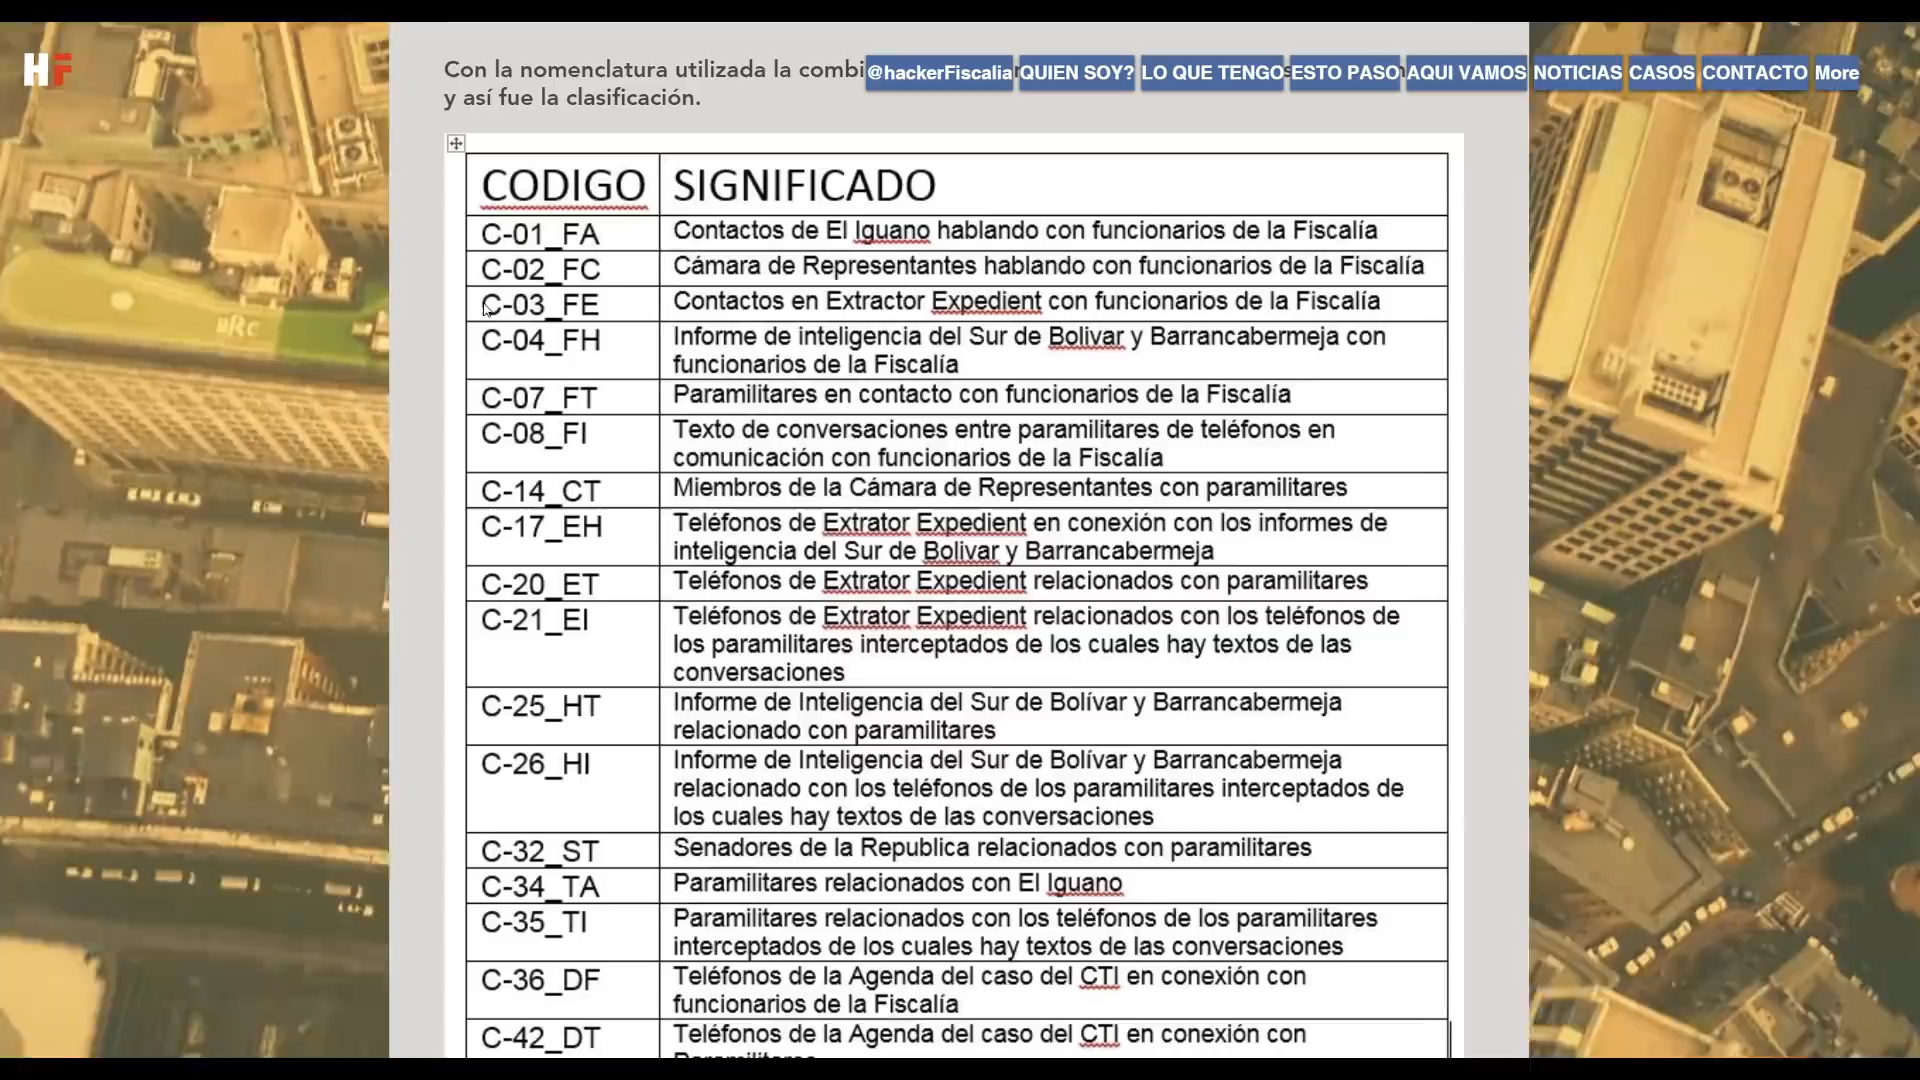 HF
Con la nomenclatura utilizada la combi
@hackerFiscalia QUIEN SOY? LO QUE TENGO ESTO PASO AQUI VAMOS NOTICIAS CASOS CONTACTO More
y así fue la clasificación.
CODIGO SIGNIFICADO
C-01_FA Contactos de El Iguano hablando con funcionarios de la Fiscalía
C-02_FC Cámara de Representantes hablando con funcionarios de la Fiscalía
C-03_FE Contactos en Extractor Expedient con funcionarios de la Fiscalía
C-04_FH Informe de inteligencia del Sur de Bolivar y Barrancabermeja con
funcionarios de la Fiscalía
C-07_FT Paramilitares en contacto con funcionarios de la Fiscalía
C-08_FI Texto de conversaciones entre paramilitares de teléfonos en
comunicación con funcionarios de la Fiscalía
C-14_CT Miembros de la Cámara de Representantes con paramilitares
C-17_EH Teléfonos de Extrator Expedient en conexión con los informes de
inteligencia del Sur de Bolivar y Barrancabermeja
C-20_ET Teléfonos de Extrator Expedient relacionados con paramilitares
C-21_EI Teléfonos de Extrator Expedient relacionados con los teléfonos de
los paramilitares interceptados de los cuales hay textos de las
conversaciones
C-25_HT Informe de Inteligencia del Sur de Bolívar y Barrancabermeja
relacionado con paramilitares
C-26_HI Informe de Inteligencia del Sur de Bolívar y Barrancabermeja
relacionado con los teléfonos de los paramilitares interceptados de
los cuales hay textos de las conversaciones
C-32_ST Senadores de la Republica relacionados con paramilitares
C-34_TA Paramilitares relacionados con El Iguano
C-35_TI Paramilitares relacionados con los teléfonos de los paramilitares
interceptados de los cuales hay textos de las conversaciones
C-36_DF Teléfonos de la Agenda del caso del CTI en conexión con
funcionarios de la Fiscalía
C-42_DT Teléfonos de la Agenda del caso del CTI en conexión con